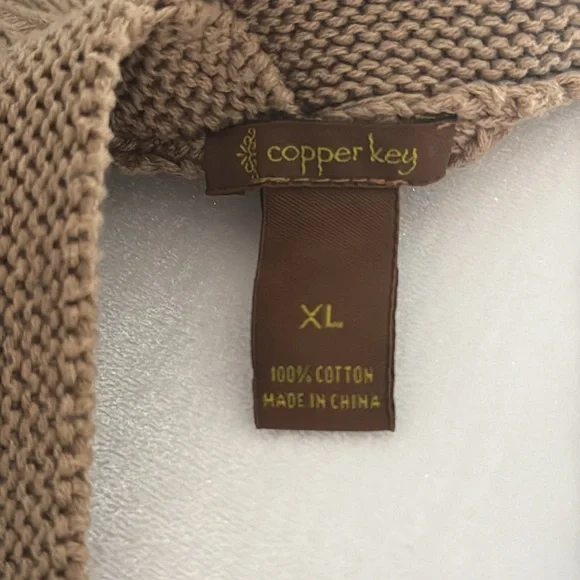 copper key
XL
100% COTTON
MADE IN CHINA